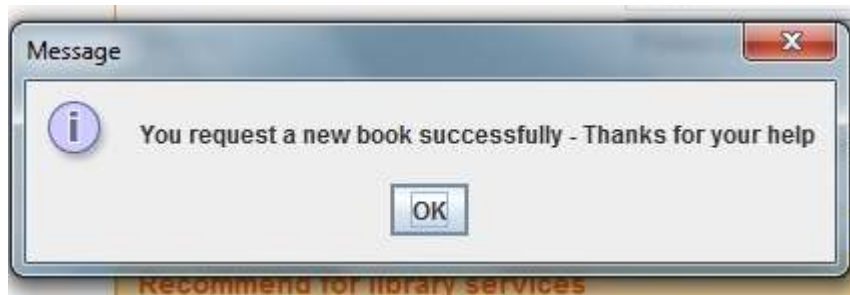 Message
You request a new book successfully - Thanks for your help
OK
Recommend for library services